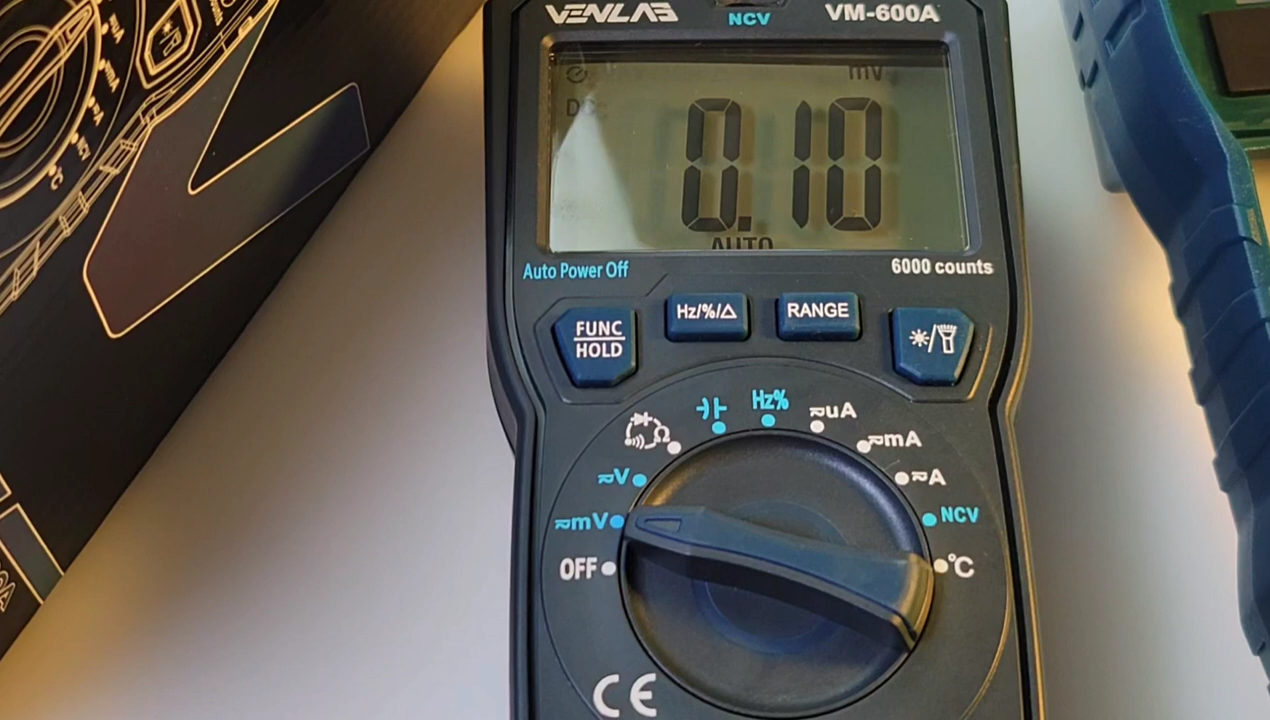 VENLAB
NCV
VM-600A
mV
0.10
AUTO
Auto Power Off
6000 counts
FUNC
HOLD
Hz/%/△
RANGE
Hz%
uA
mA
Ω
V
A
mV
NCV
OFF
℃
CE